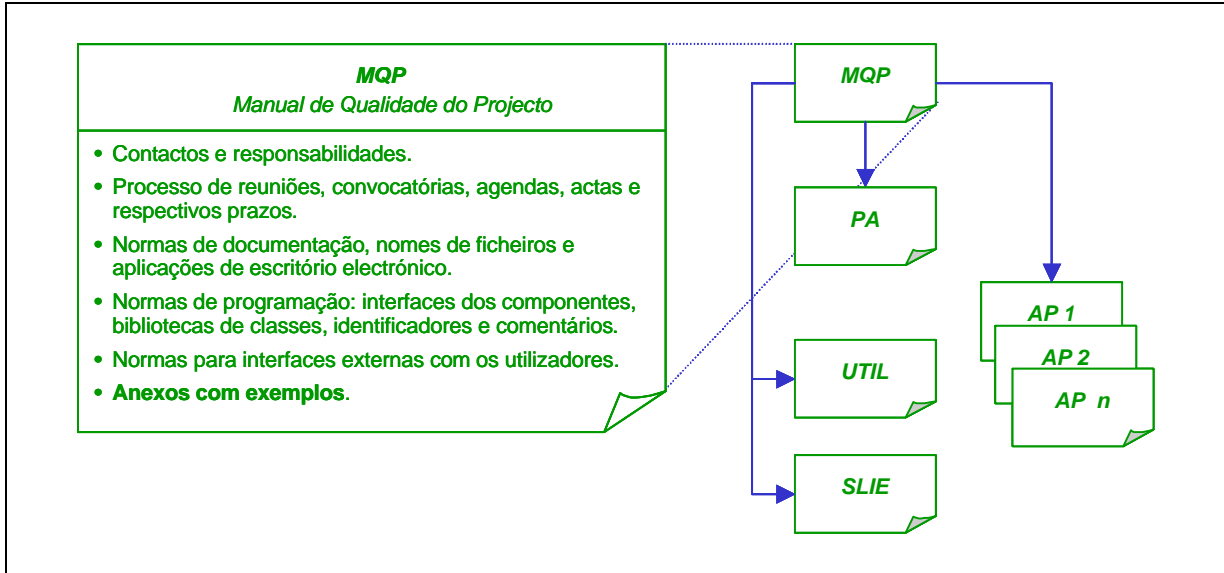 MQP
Manual de Qualidade do Projecto
• Contactos e responsabilidades.
• Processo de reuniões, convocatórias, agendas, actas e
respectivos prazos.
• Normas de documentação, nomes de ficheiros e
aplicações de escritório electrónico.
• Normas de programação: interfaces dos componentes,
bibliotecas de classes, identificadores e comentários.
• Normas para interfaces externas com os utilizadores.
• Anexos com exemplos.
MQP
PA
UTIL
SLIE
AP 1
AP 2
AP n